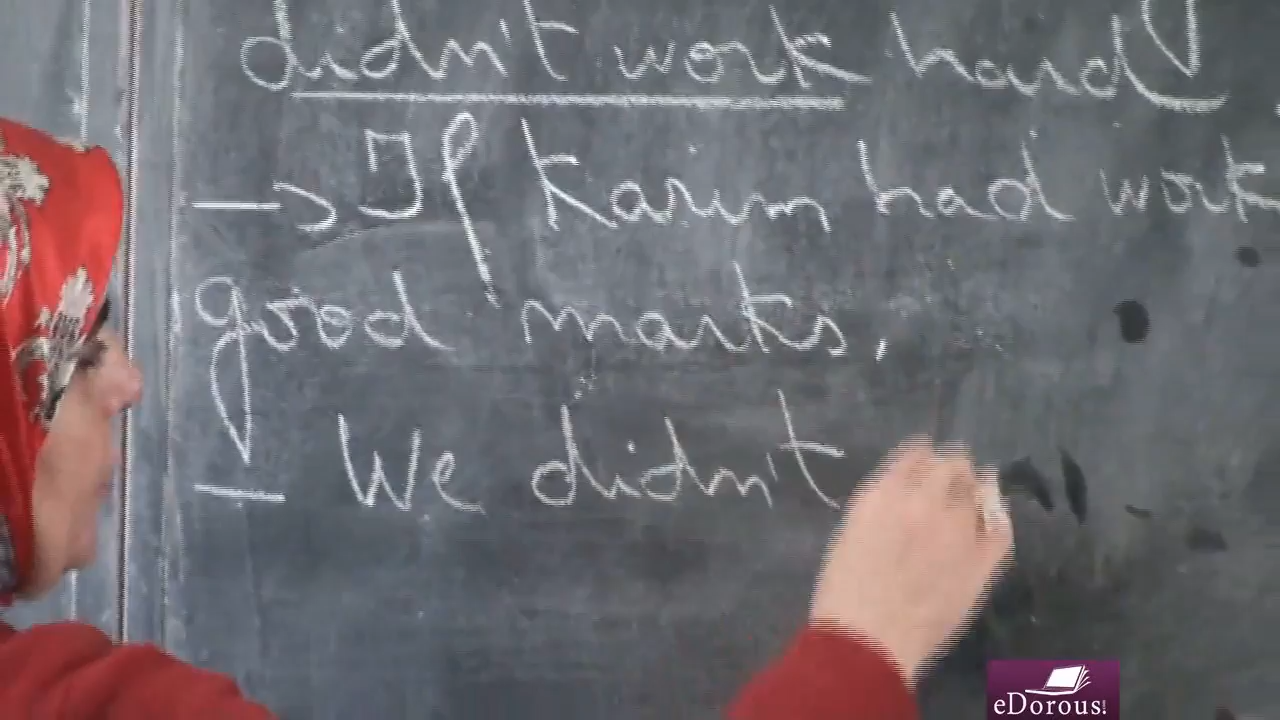 didn't work hard
→ If Karim had work
good marks.
- We didn't
eDorous!